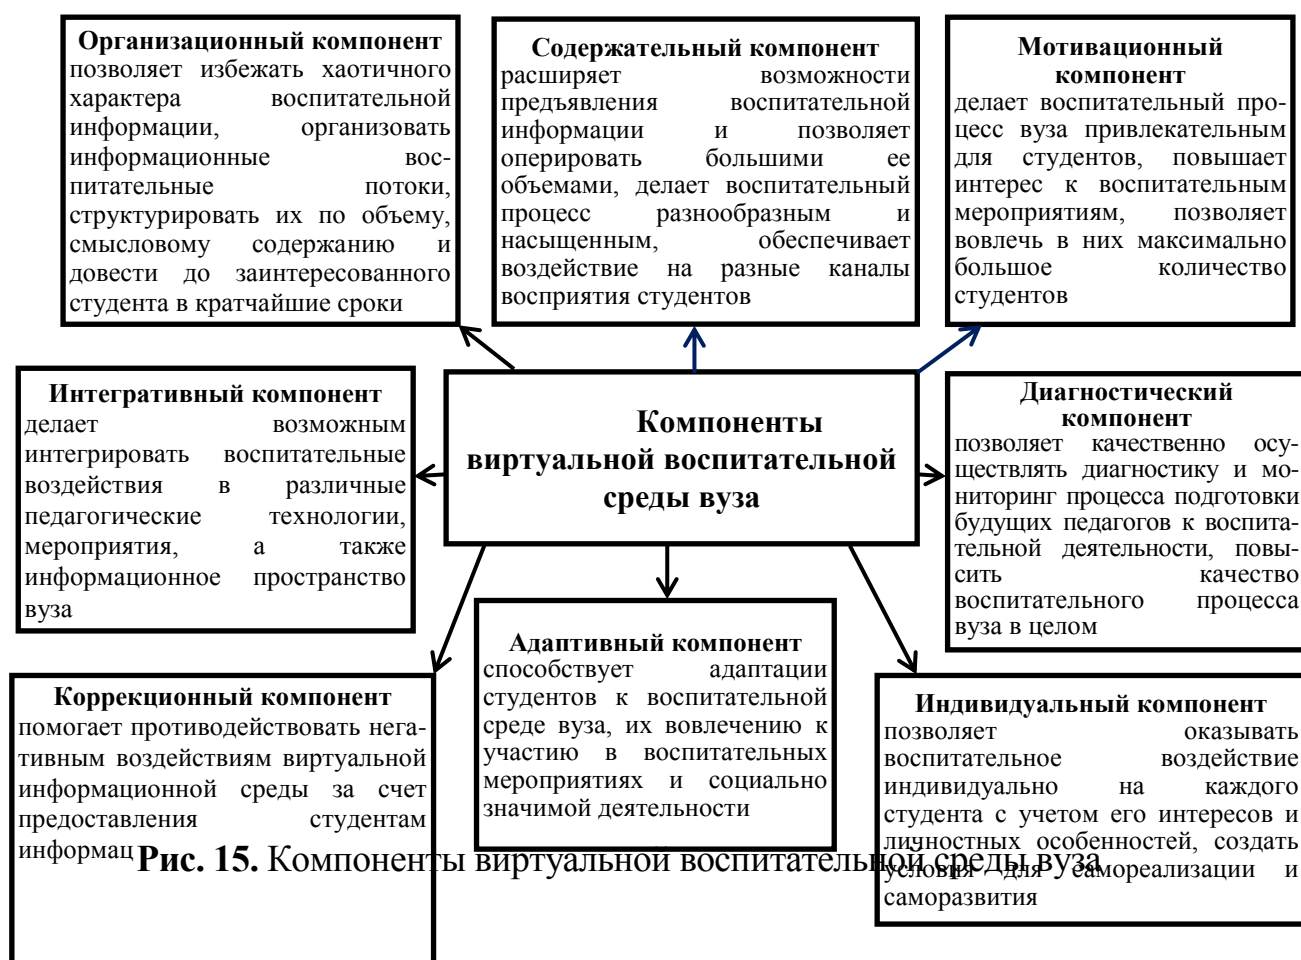 Организационный компонент
позволяет избежать хаотичного
характера воспитательной
информации, организовать
информационные вос-
питательные потоки,
структурировать их по объему,
смысловому содержанию и
довести до заинтересованного
студента в кратчайшие сроки
Содержательный компонент
расширяет возможности
предъявления воспитательной
информации и позволяет
оперировать большими ее
объемами, делает воспитательный
процесс разнообразным и
насыщенным, обеспечивает
воздействие на разные каналы
восприятия студентов
Мотивационный
компонент
делает воспитательный про-
цесс вуза привлекательным
для студентов, повышает
интерес к воспитательным
мероприятиям, позволяет
вовлечь в них максимально
большое количество
студентов
Интегративный компонент
делает возможным
интегрировать воспитательные
воздействия в различные
педагогические технологии,
мероприятия, а также
информационное пространство
вуза
Компоненты
виртуальной воспитательной
среды вуза
Диагностический
компонент
позволяет качественно осу-
ществлять диагностику и мо-
ниторинг процесса подготовки
будущих педагогов к воспита-
тельной деятельности, повы-
сить качество
воспитательного процесса
вуза в целом
Коррекционный компонент
помогает противодействовать нега-
тивным воздействиям виртуальной
информационной среды за счет
предоставления студентам
информац
Адаптивный компонент
способствует адаптации
студентов к воспитательной
среде вуза, их вовлечению к
участию в воспитательных
мероприятиях и социально
значимой деятельности
Индивидуальный компонент
позволяет оказывать
воспитательное воздействие
индивидуально на каждого
студента с учетом его интересов и
личностных особенностей, создать
условия для самореализации и
саморазвития
Рис. 15. Компоненты виртуальной воспитательной среды вуза